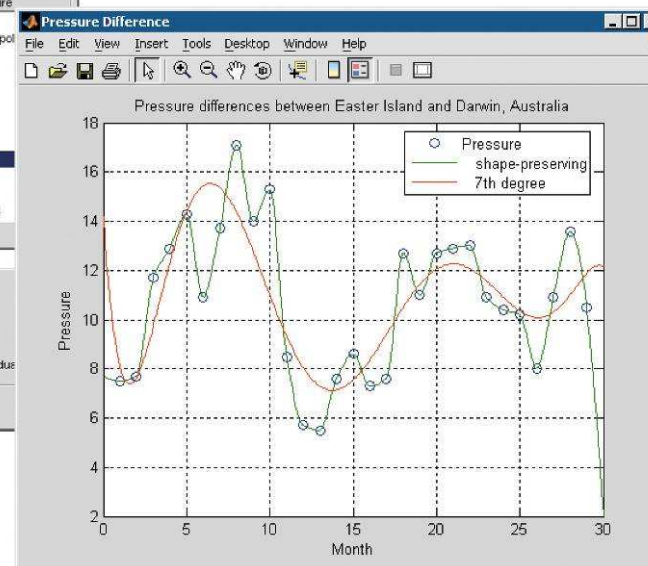 Pressure Difference
File Edit View Insert Tools Desktop Window Help
Pressure differences between Easter Island and Darwin, Australia
Pressure
shape-preserving
7th degree
18
16
14
12
10
8
6
4
2
Pressure
0 5 10 15 20 25 30
Month